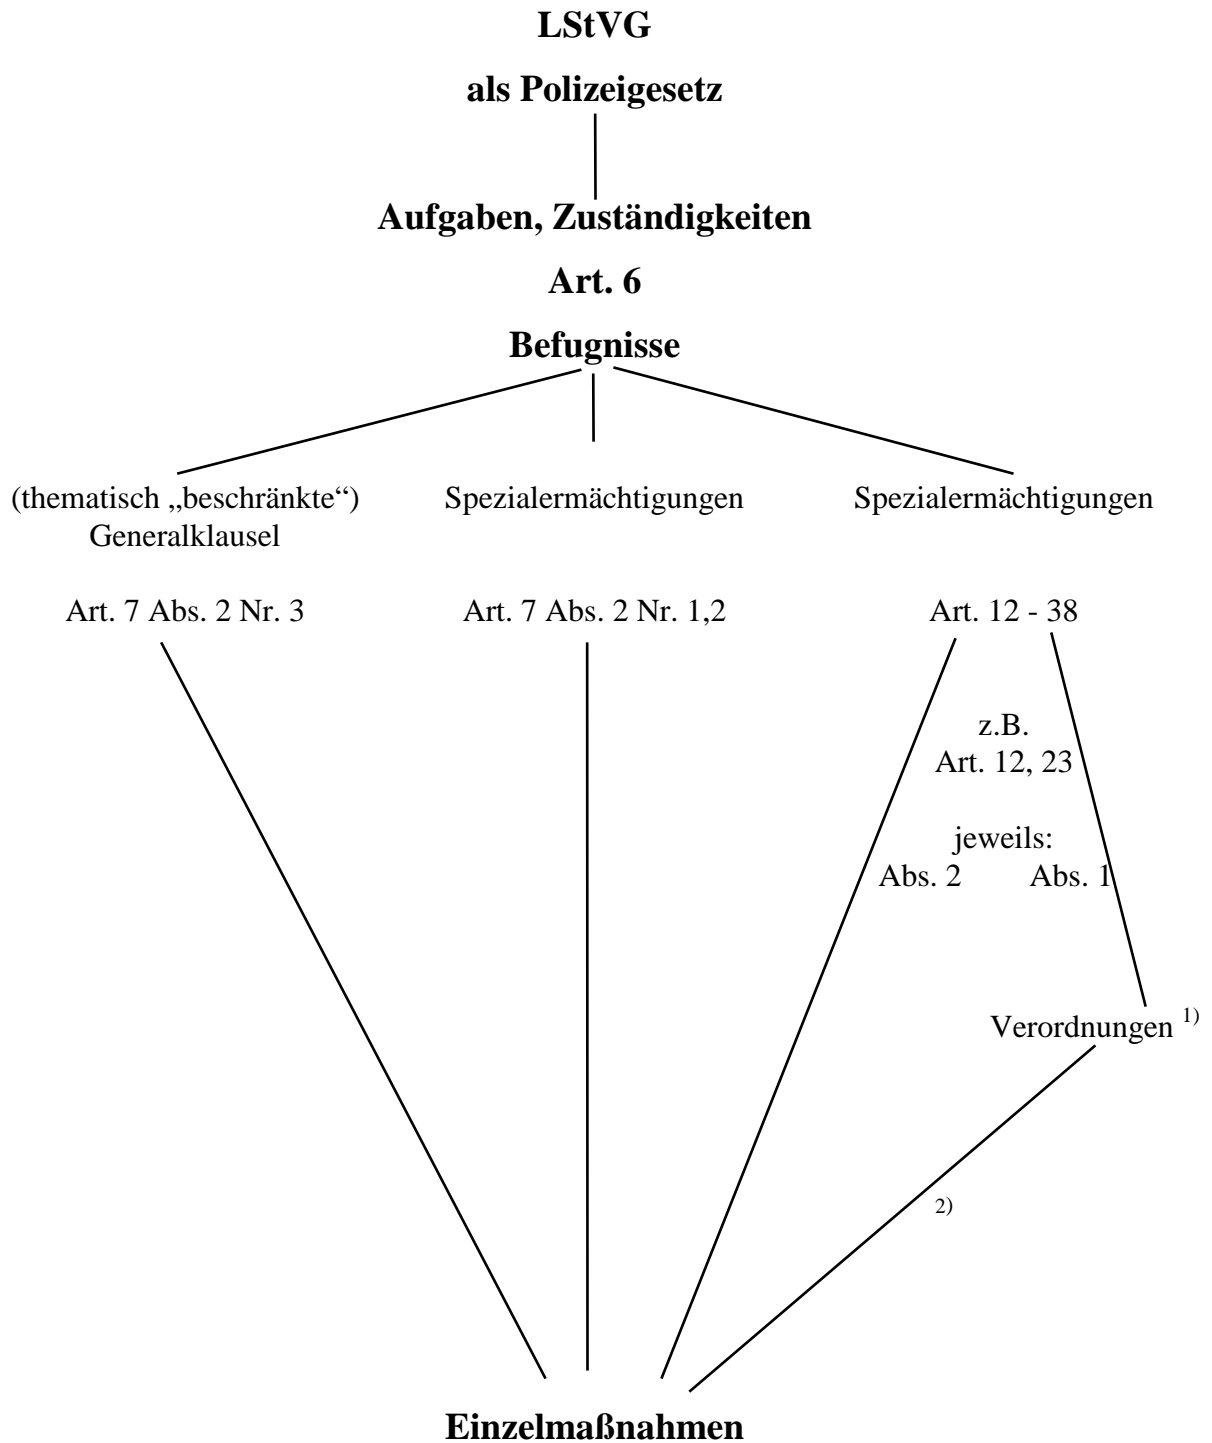 LStVG
als Polizeigesetz
Aufgaben, Zuständigkeiten
Art. 6
Befugnisse
(thematisch „beschränkte“)
Generalklausel
Spezialermächtigungen
Spezialermächtigungen
Art. 7 Abs. 2 Nr. 3
Art. 7 Abs. 2 Nr. 1,2
Art. 12 - 38
z.B.
Art. 12, 23
jeweils:
Abs. 2 Abs. 1
Verordnungen 1)
2)
Einzelmaßnahmen